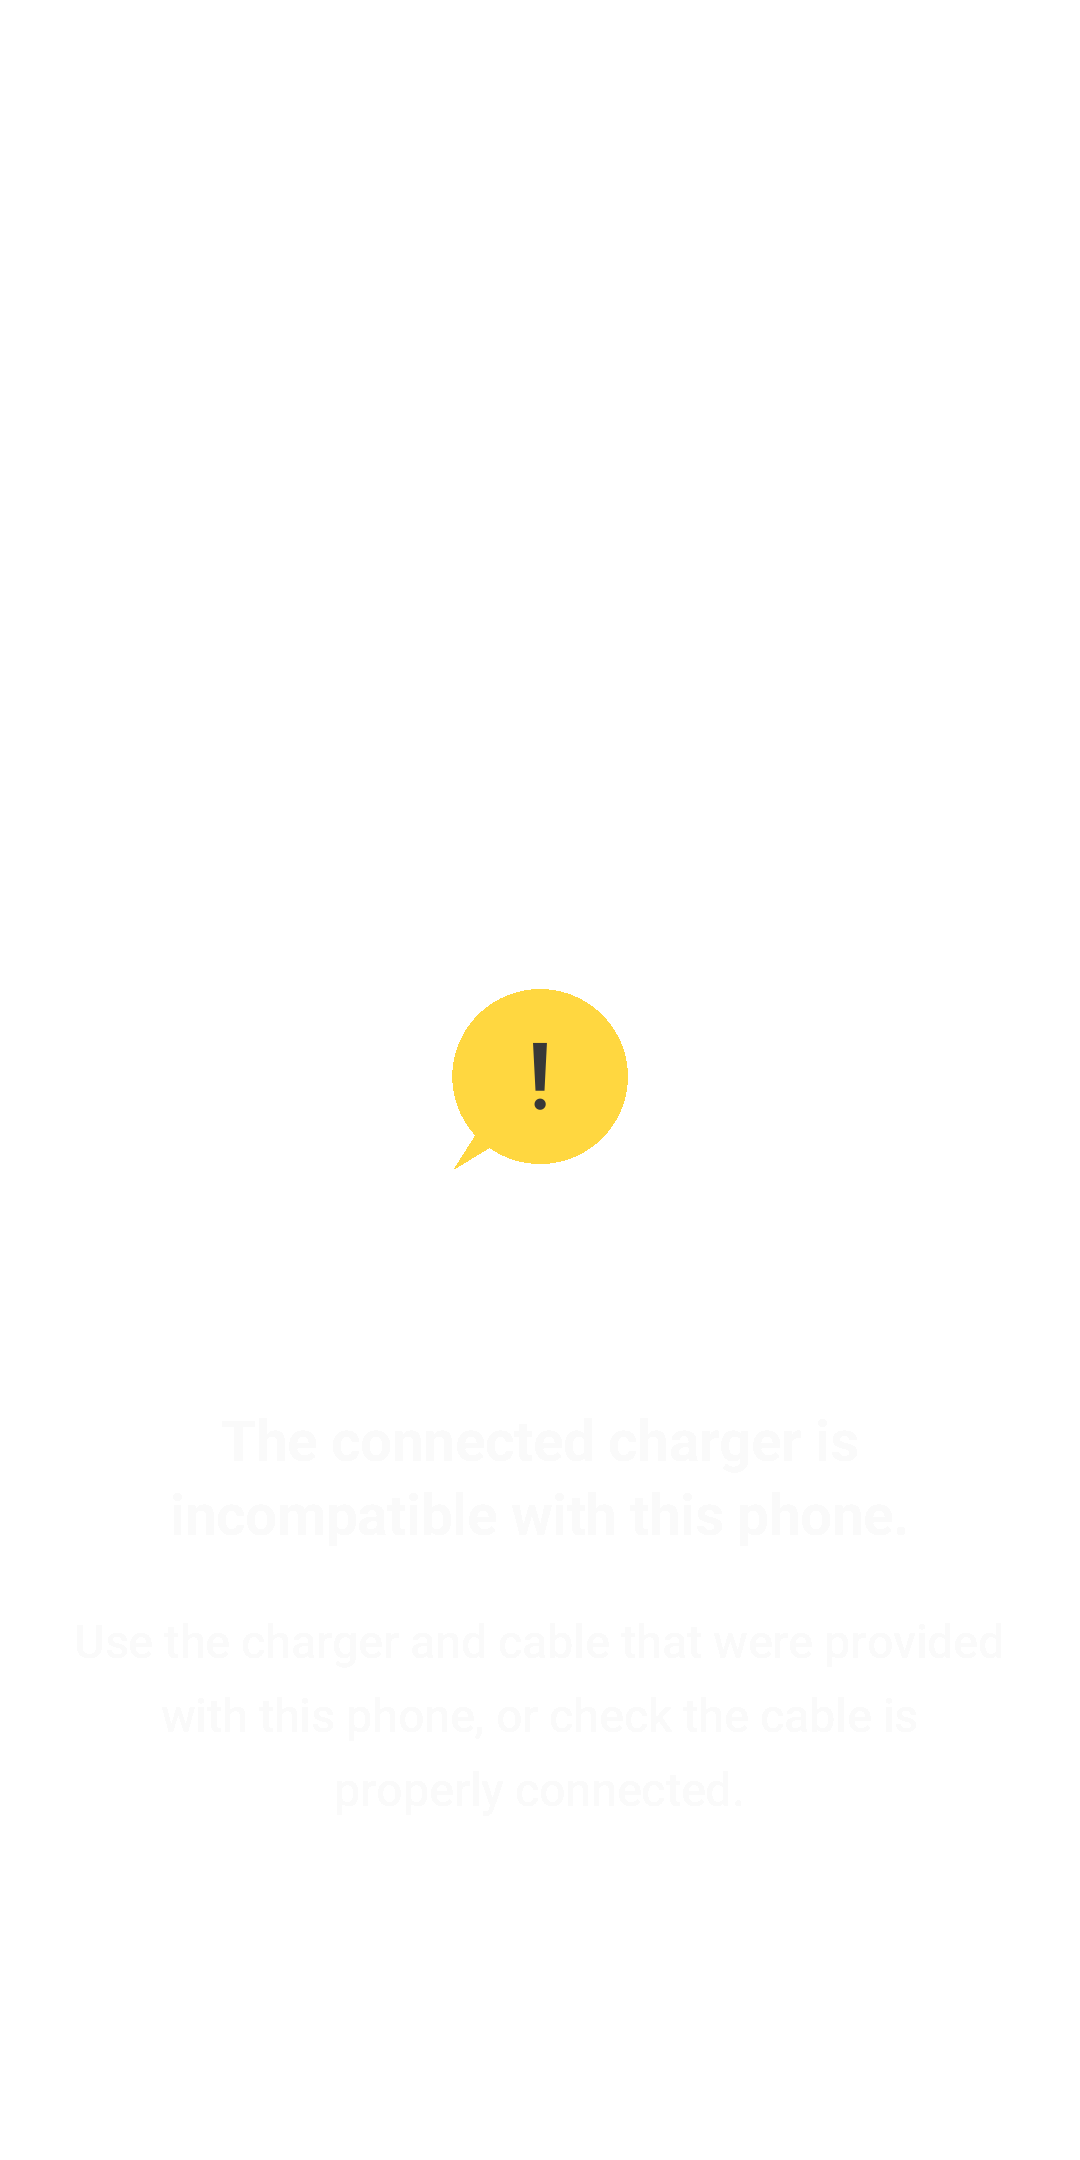 !
The connected charger is
incompatible with this phone.
Use the charger and cable that were provided
with this phone, or check the cable is
properly connected.